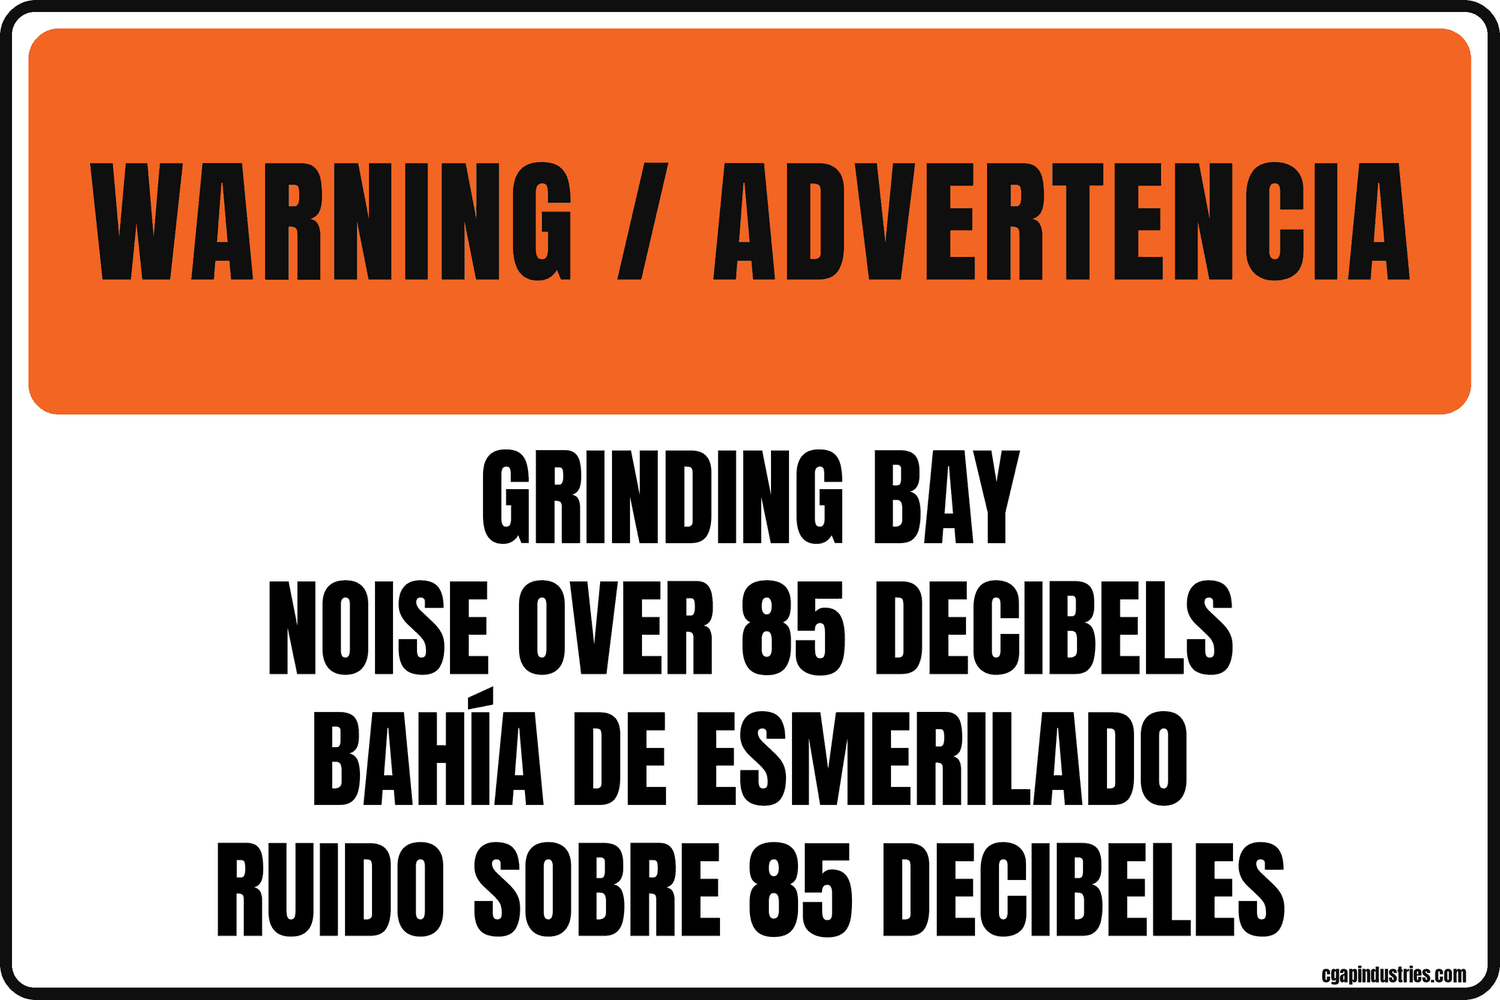 WARNING / ADVERTENCIA
GRINDING BAY
NOISE OVER 85 DECIBELS
BAHÍA DE ESMERILADO
RUIDO SOBRE 85 DECIBELES
cgapindustries.com